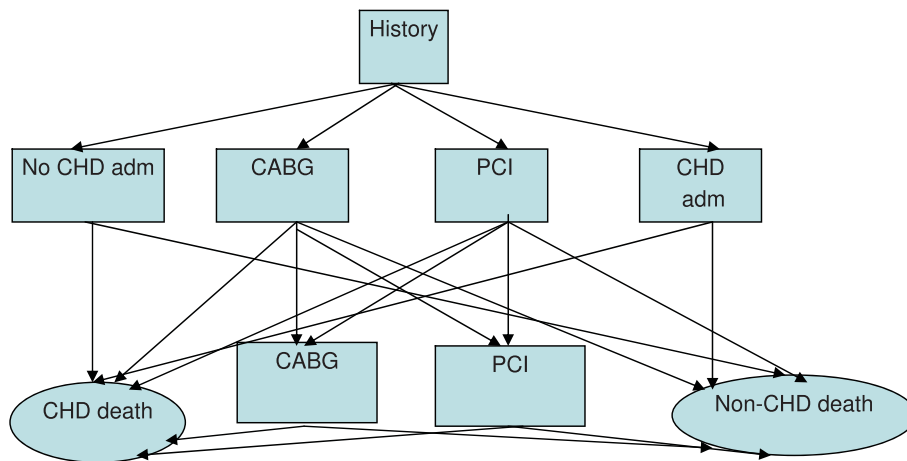 History
No CHD adm
CABG
PCI
CHD
adm
CABG
PCI
CHD death
Non-CHD death